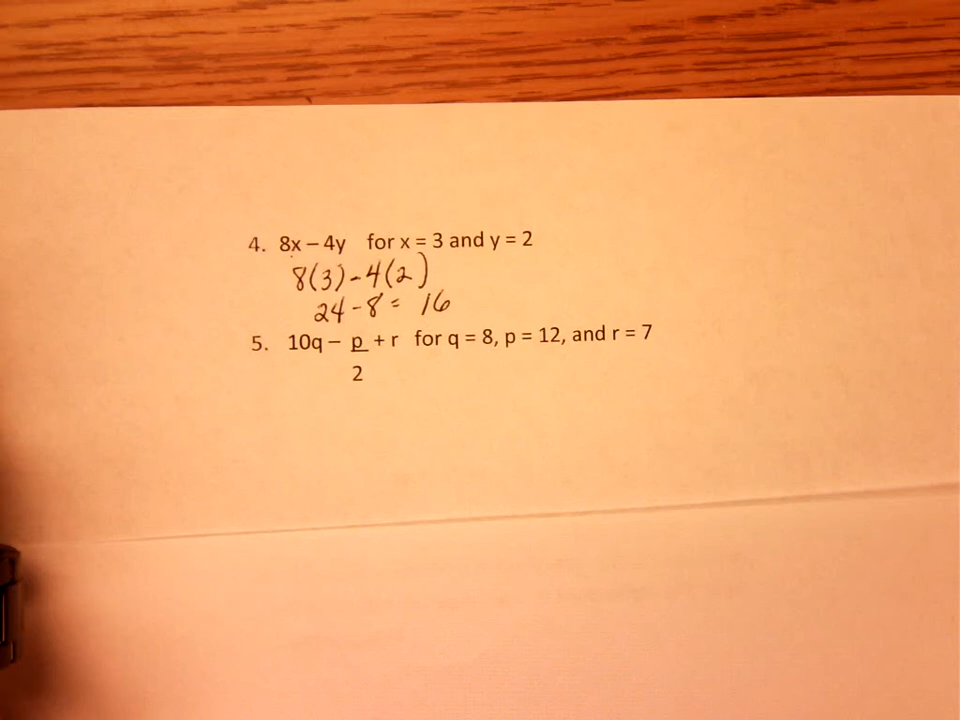 4. 8x – 4y for x = 3 and y = 2
8(3)-4(2)
24-8= 16
5. 10q – p + r for q = 8, p = 12, and r = 7
2